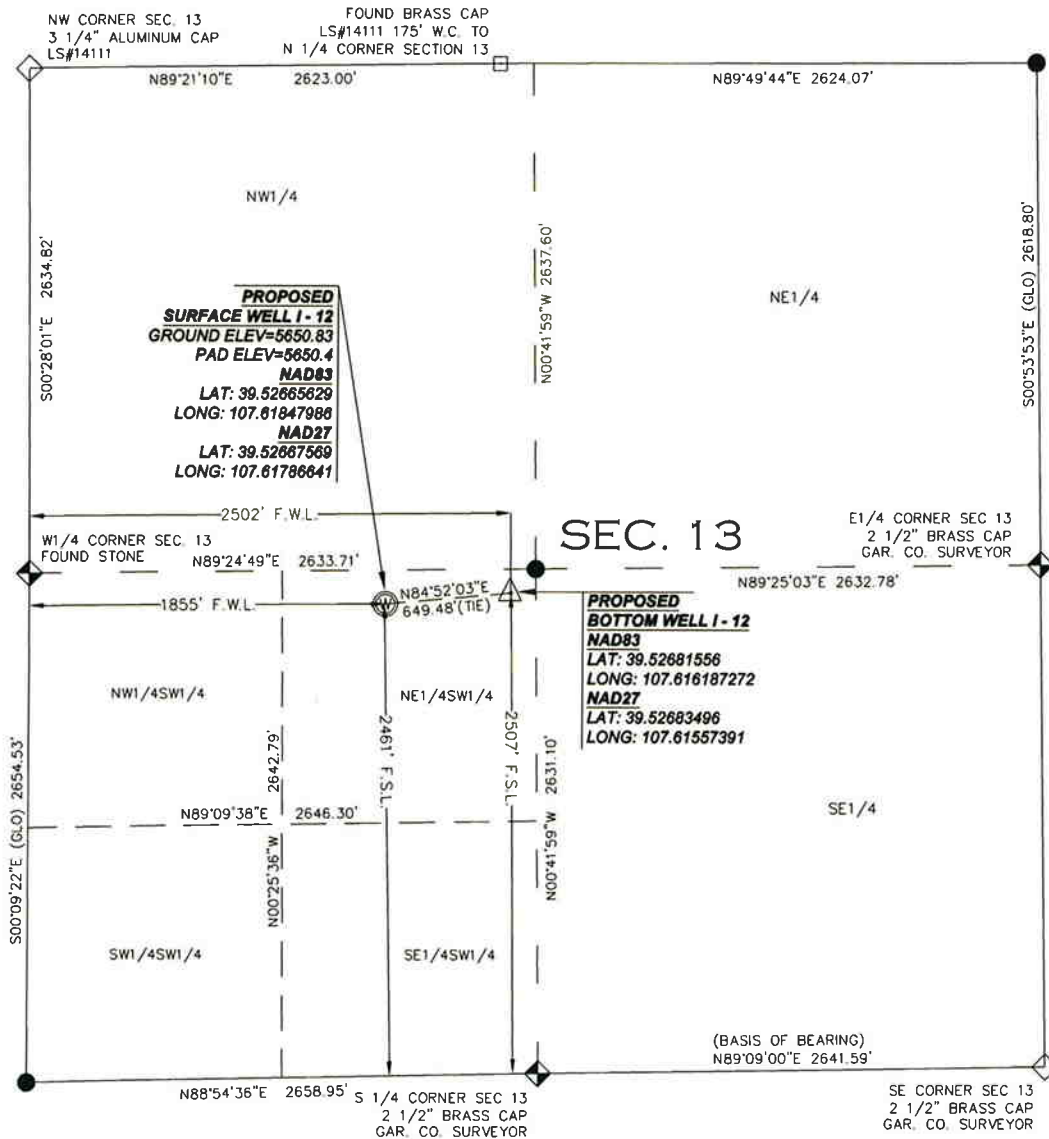 NW CORNER SEC. 13
3 1/4" ALUMINUM CAP
LS#14111
FOUND BRASS CAP
LS#14111 175' W.C. TO
N 1/4 CORNER SECTION 13
N89°21'10"E 2623.00'
N89°49'44"E 2624.07'
NW1/4
S00°28'01"E 2634.82'
N00°41'59"W 2637.60'
NE1/4
S00°53'53"E (GLO) 2618.80'
PROPOSED
SURFACE WELL I - 12
GROUND ELEV=5650.83
PAD ELEV=5650.4
NAD83
LAT: 39.52665629
LONG: 107.61847986
NAD27
LAT: 39.52667569
LONG: 107.61786641
2502' F.W.L.
SEC. 13
W1/4 CORNER SEC. 13
FOUND STONE
N89°24'49"E 2633.71'
E1/4 CORNER SEC 13
2 1/2" BRASS CAP
GAR. CO. SURVEYOR
N89°25'03"E 2632.78'
1855' F.W.L.
W
N84°52'03"E
649.48'(TIE)
PROPOSED
BOTTOM WELL I - 12
NAD83
LAT: 39.52681556
LONG: 107.616187272
NAD27
LAT: 39.52683496
LONG: 107.61557391
NW1/4SW1/4
NE1/4SW1/4
2461' F.S.L.
2507' F.S.L.
S00°09'22"E (GLO) 2654.53'
N00°25'36"W 2642.79'
N00°41'59"W 2631.10'
N89°09'38"E 2646.30'
SE1/4
SW1/4SW1/4
SE1/4SW1/4
(BASIS OF BEARING)
N89°09'00"E 2641.59'
N88°54'36"E 2658.95'
S 1/4 CORNER SEC 13
2 1/2" BRASS CAP
GAR. CO. SURVEYOR
SE CORNER SEC 13
2 1/2" BRASS CAP
GAR. CO. SURVEYOR